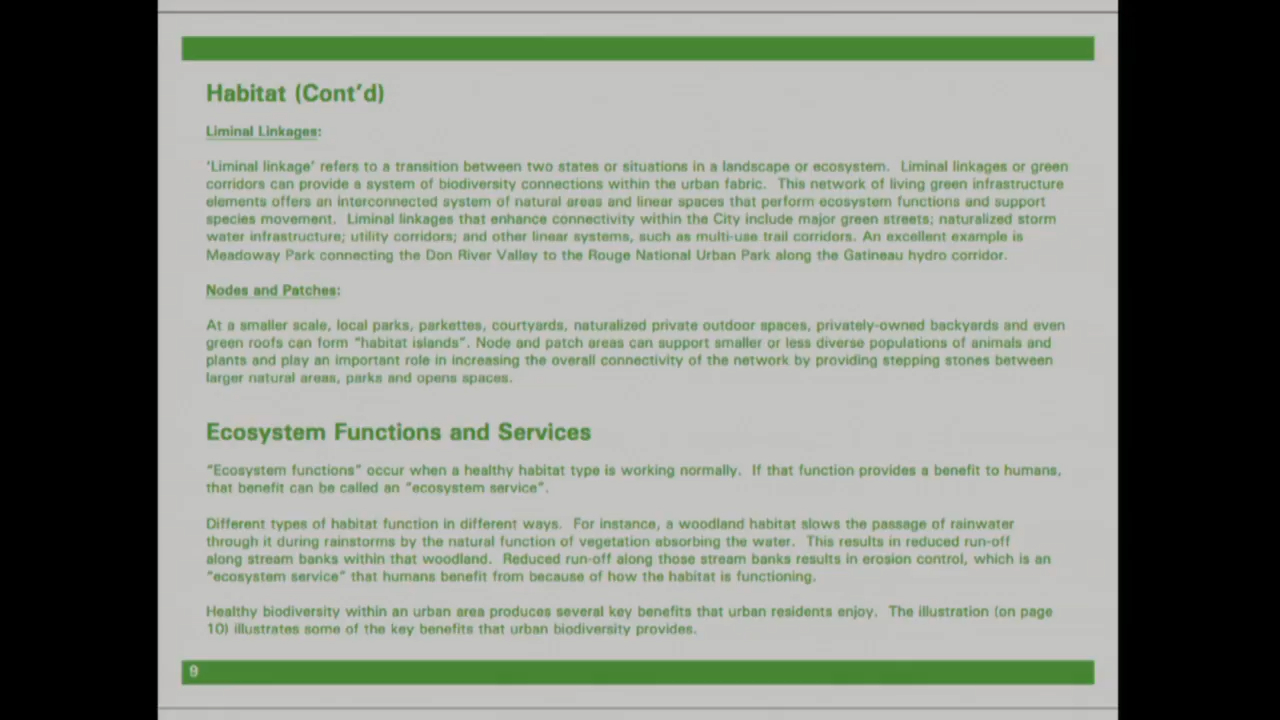 Habitat (Cont'd)
Liminal Linkages:
'Liminal linkage' refers to a transition between two states or situations in a landscape or ecosystem. Liminal linkages or green
corridors can provide a system of biodiversity connections within the urban fabric. This network of living green infrastructure
elements offers an interconnected system of natural areas and linear spaces that perform ecosystem functions and support
species movement. Liminal linkages that enhance connectivity within the City include major green streets; naturalized storm
water infrastructure; utility corridors; and other linear systems, such as multi-use trail corridors. An excellent example is
Meadoway Park connecting the Don River Valley to the Rouge National Urban Park along the Gatineau hydro corridor.
Nodes and Patches:
At a smaller scale, local parks, parkettes, courtyards, naturalized private outdoor spaces, privately-owned backyards and even
green roofs can form "habitat islands". Node and patch areas can support smaller or less diverse populations of animals and
plants and play an important role in increasing the overall connectivity of the network by providing stepping stones between
larger natural areas, parks and opens spaces.
Ecosystem Functions and Services
"Ecosystem functions" occur when a healthy habitat type is working normally. If that function provides a benefit to humans,
that benefit can be called an "ecosystem service".
Different types of habitat function in different ways. For instance, a woodland habitat slows the passage of rainwater
through it during rainstorms by the natural function of vegetation absorbing the water. This results in reduced run-off
along stream banks within that woodland. Reduced run-off along those stream banks results in erosion control, which is an
"ecosystem service" that humans benefit from because of how the habitat is functioning.
Healthy biodiversity within an urban area produces several key benefits that urban residents enjoy. The illustration (on page
10) illustrates some of the key benefits that urban biodiversity provides.
9